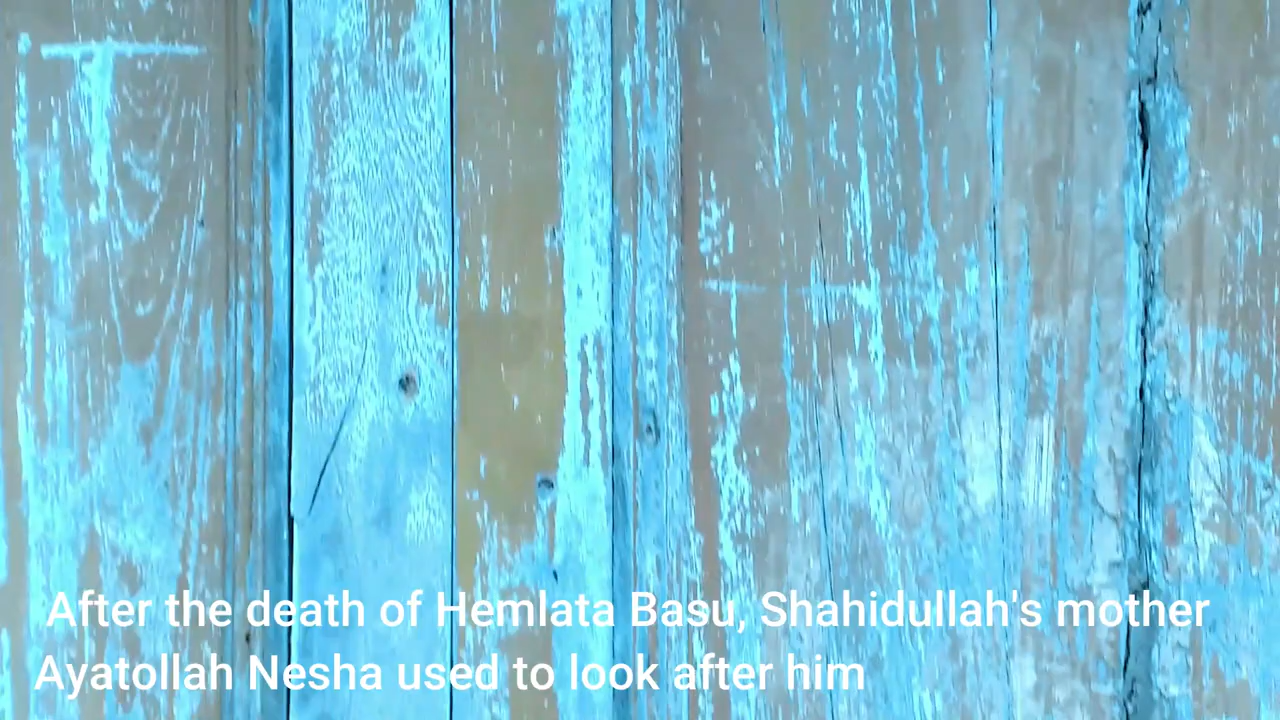 After the death of Hemlata Basu, Shahidullah's mother
Ayatollah Nesha used to look after him